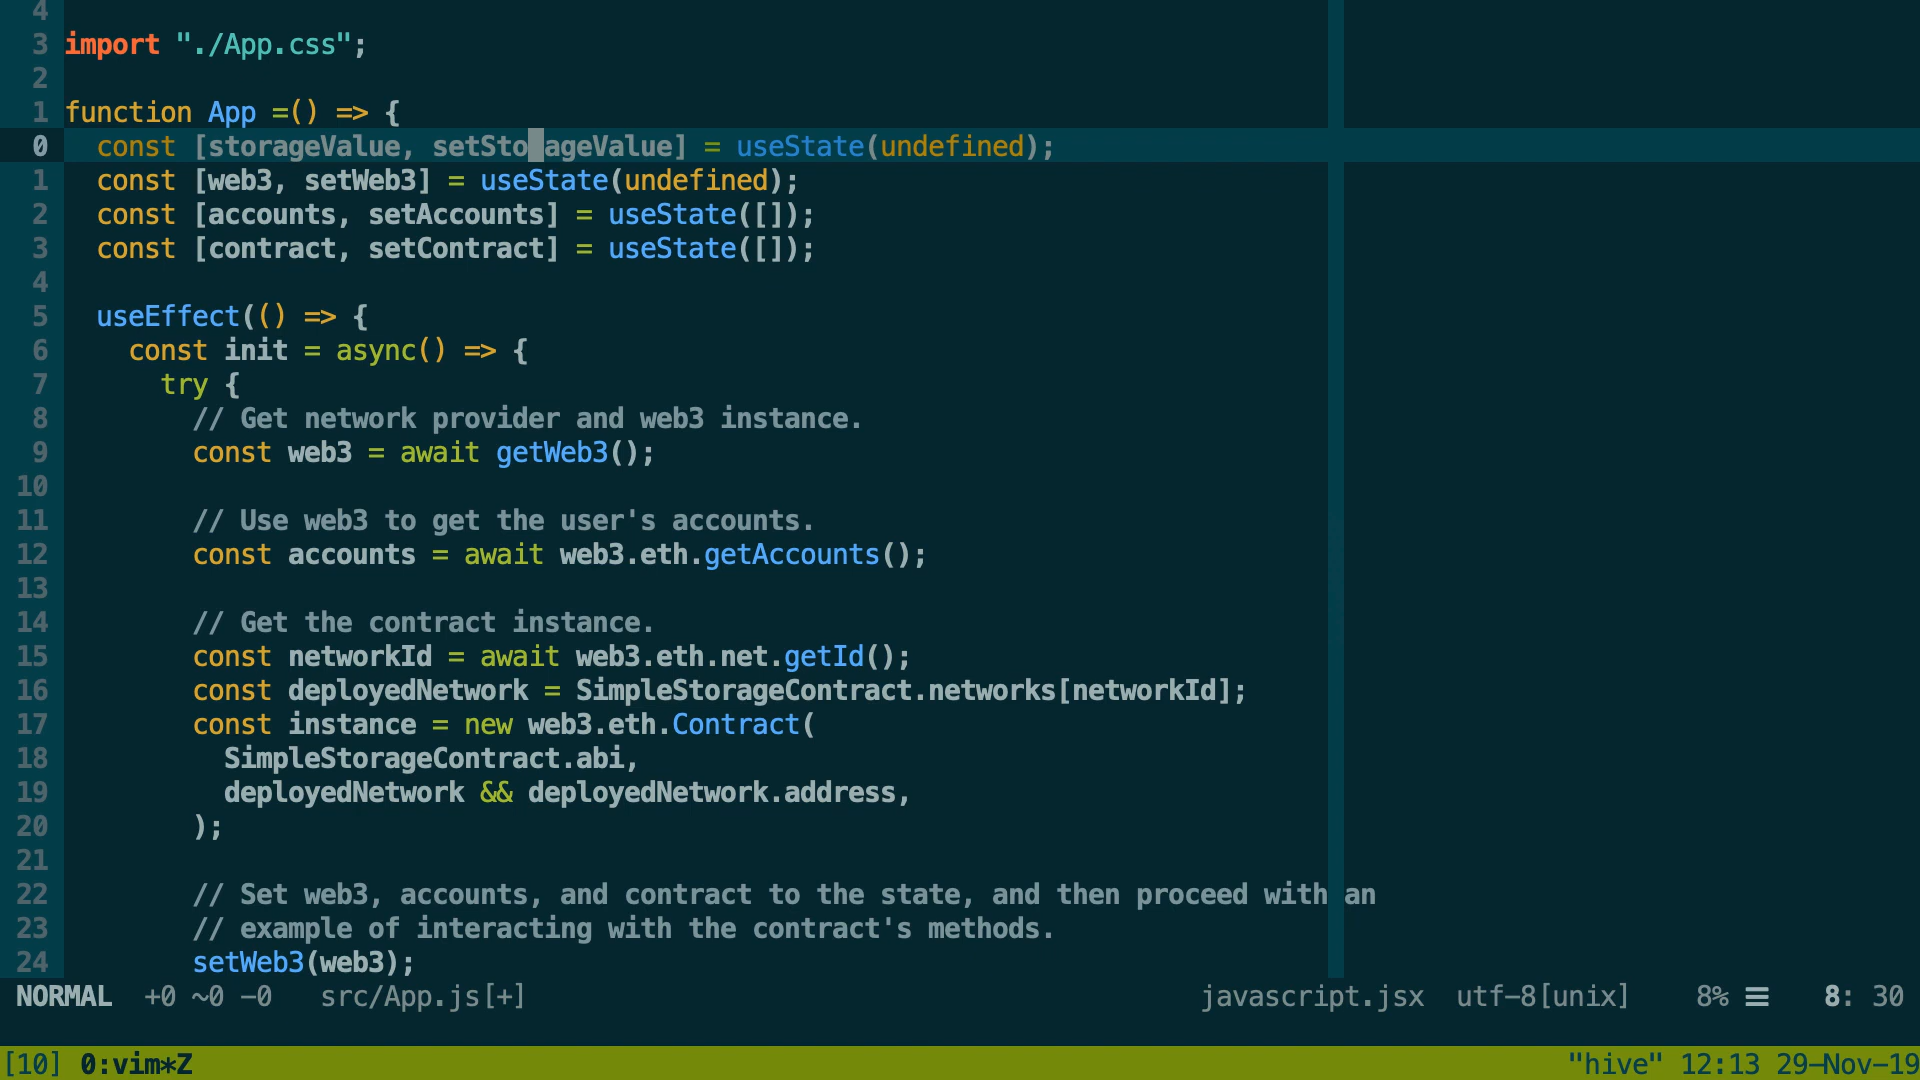 4
3 import "./App.css";
2
1 function App =() => {
0   const [storageValue, setSto ageValue] = useState(undefined);
1   const [web3, setWeb3] = useState(undefined);
2   const [accounts, setAccounts] = useState([]);
3   const [contract, setContract] = useState([]);
4
5   useEffect(() => {
6     const init = async() => {
7       try {
8         // Get network provider and web3 instance.
9         const web3 = await getWeb3();
10
11         // Use web3 to get the user's accounts.
12         const accounts = await web3.eth.getAccounts();
13
14         // Get the contract instance.
15         const networkId = await web3.eth.net.getId();
16         const deployedNetwork = SimpleStorageContract.networks[networkId];
17         const instance = new web3.eth.Contract(
18           SimpleStorageContract.abi,
19           deployedNetwork && deployedNetwork.address,
20         );
21
22         // Set web3, accounts, and contract to the state, and then proceed with an
23         // example of interacting with the contract's methods.
24         setWeb3(web3);
NORMAL +0 ~0 -0 src/App.js[+] javascript.jsx utf-8[unix] 8% ☰ 8: 30
[10] 0:vim*Z "hive" 12:13 29-Nov-19